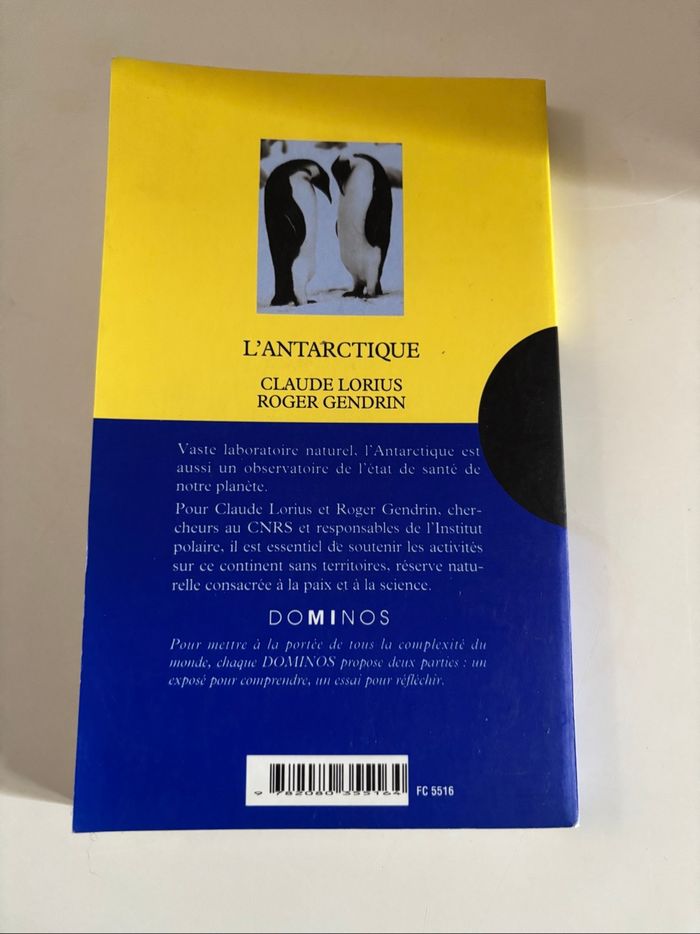 L'ANTARCTIQUE
CLAUDE LORIUS
ROGER GENDRIN
Vaste laboratoire naturel, l'Antarctique est
aussi un observatoire de l'état de santé de
notre planète.
Pour Claude Lorius et Roger Gendrin, cher-
cheurs au CNRS et responsables de l'Institut
polaire, il est essentiel de soutenir les activités
sur ce continent sans territoires, réserve natu-
relle consacrée à la paix et à la science.
DOMINOS
Pour mettre à la portée de tous la complexité du
monde, chaque DOMINOS propose deux parties : un
exposé pour comprendre, un essai pour réfléchir.
9 782080 355164 FC 5516